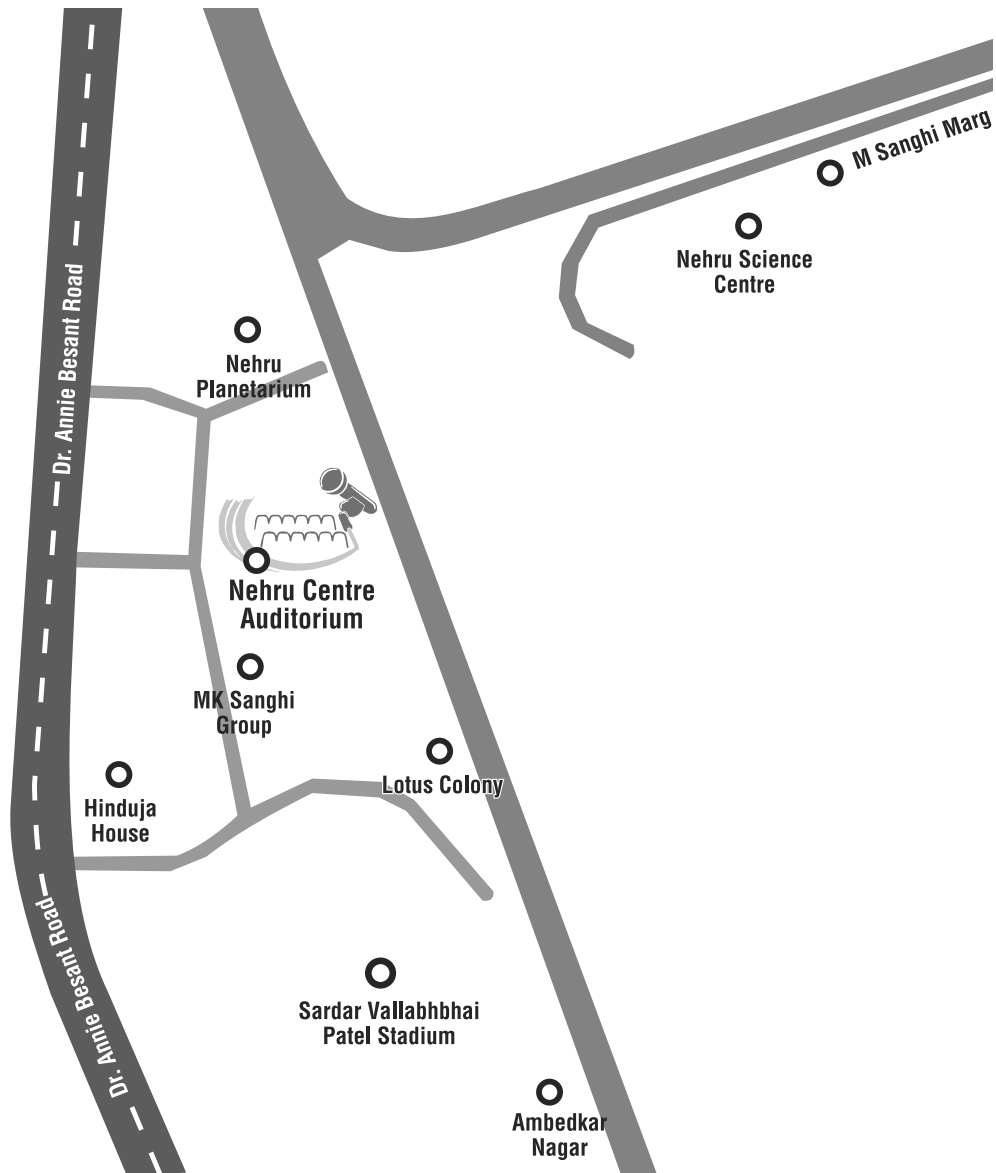 M Sanghi Marg
Nehru Science
Centre
Dr. Annie Besant Road
Nehru
Planetarium
Nehru Centre
Auditorium
MK Sanghi
Group
Lotus Colony
Hinduja
House
Dr. Annie Besant Road
Sardar Vallabhbhai
Patel Stadium
Ambedkar
Nagar